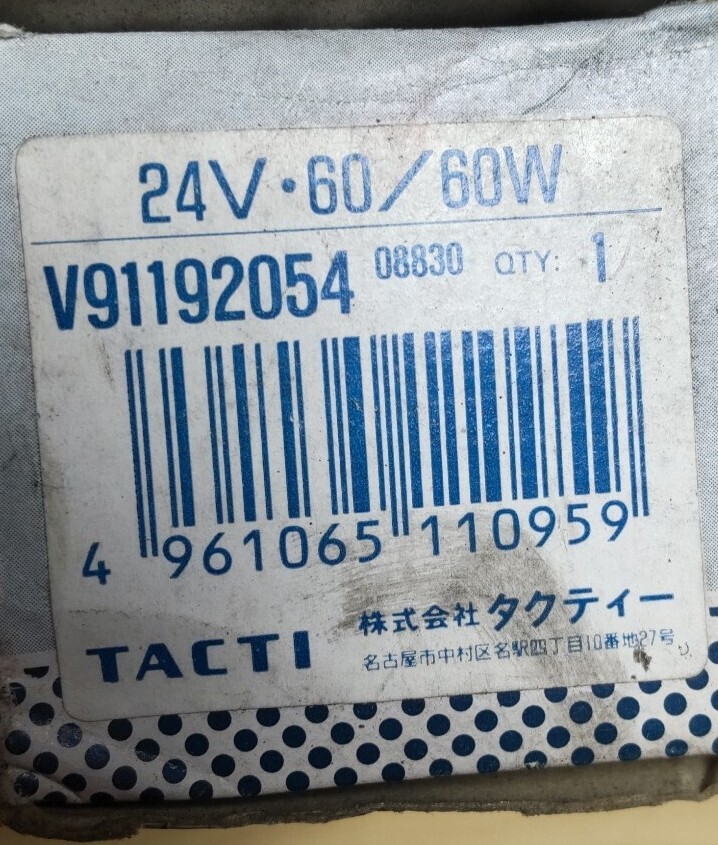 24V・60/60W
V91192054 08830 QTY: 1
4 961065 110959
TACTI 株式会社 タクティー
名古屋市中村区名駅四丁目10番地27号